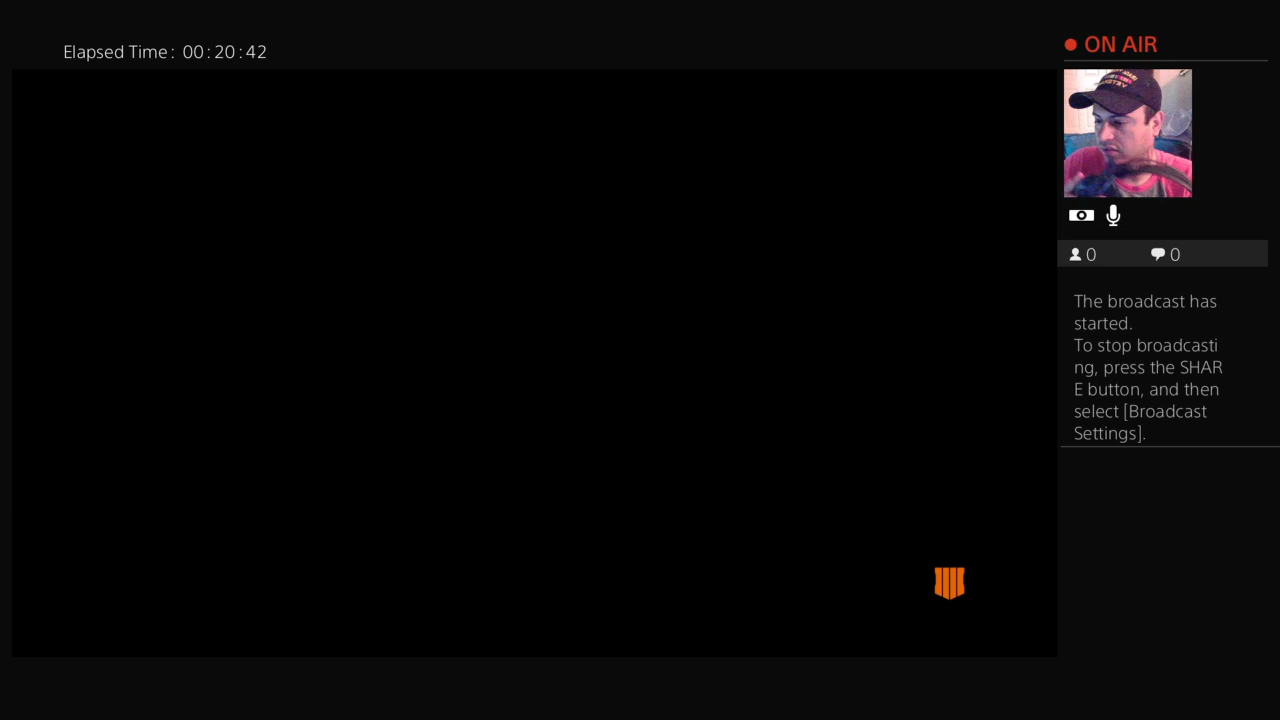 Elapsed Time: 00:20:42
ON AIR
0 0
The broadcast has
started.
To stop broadcasti
ng, press the SHAR
E button, and then
select [Broadcast
Settings].